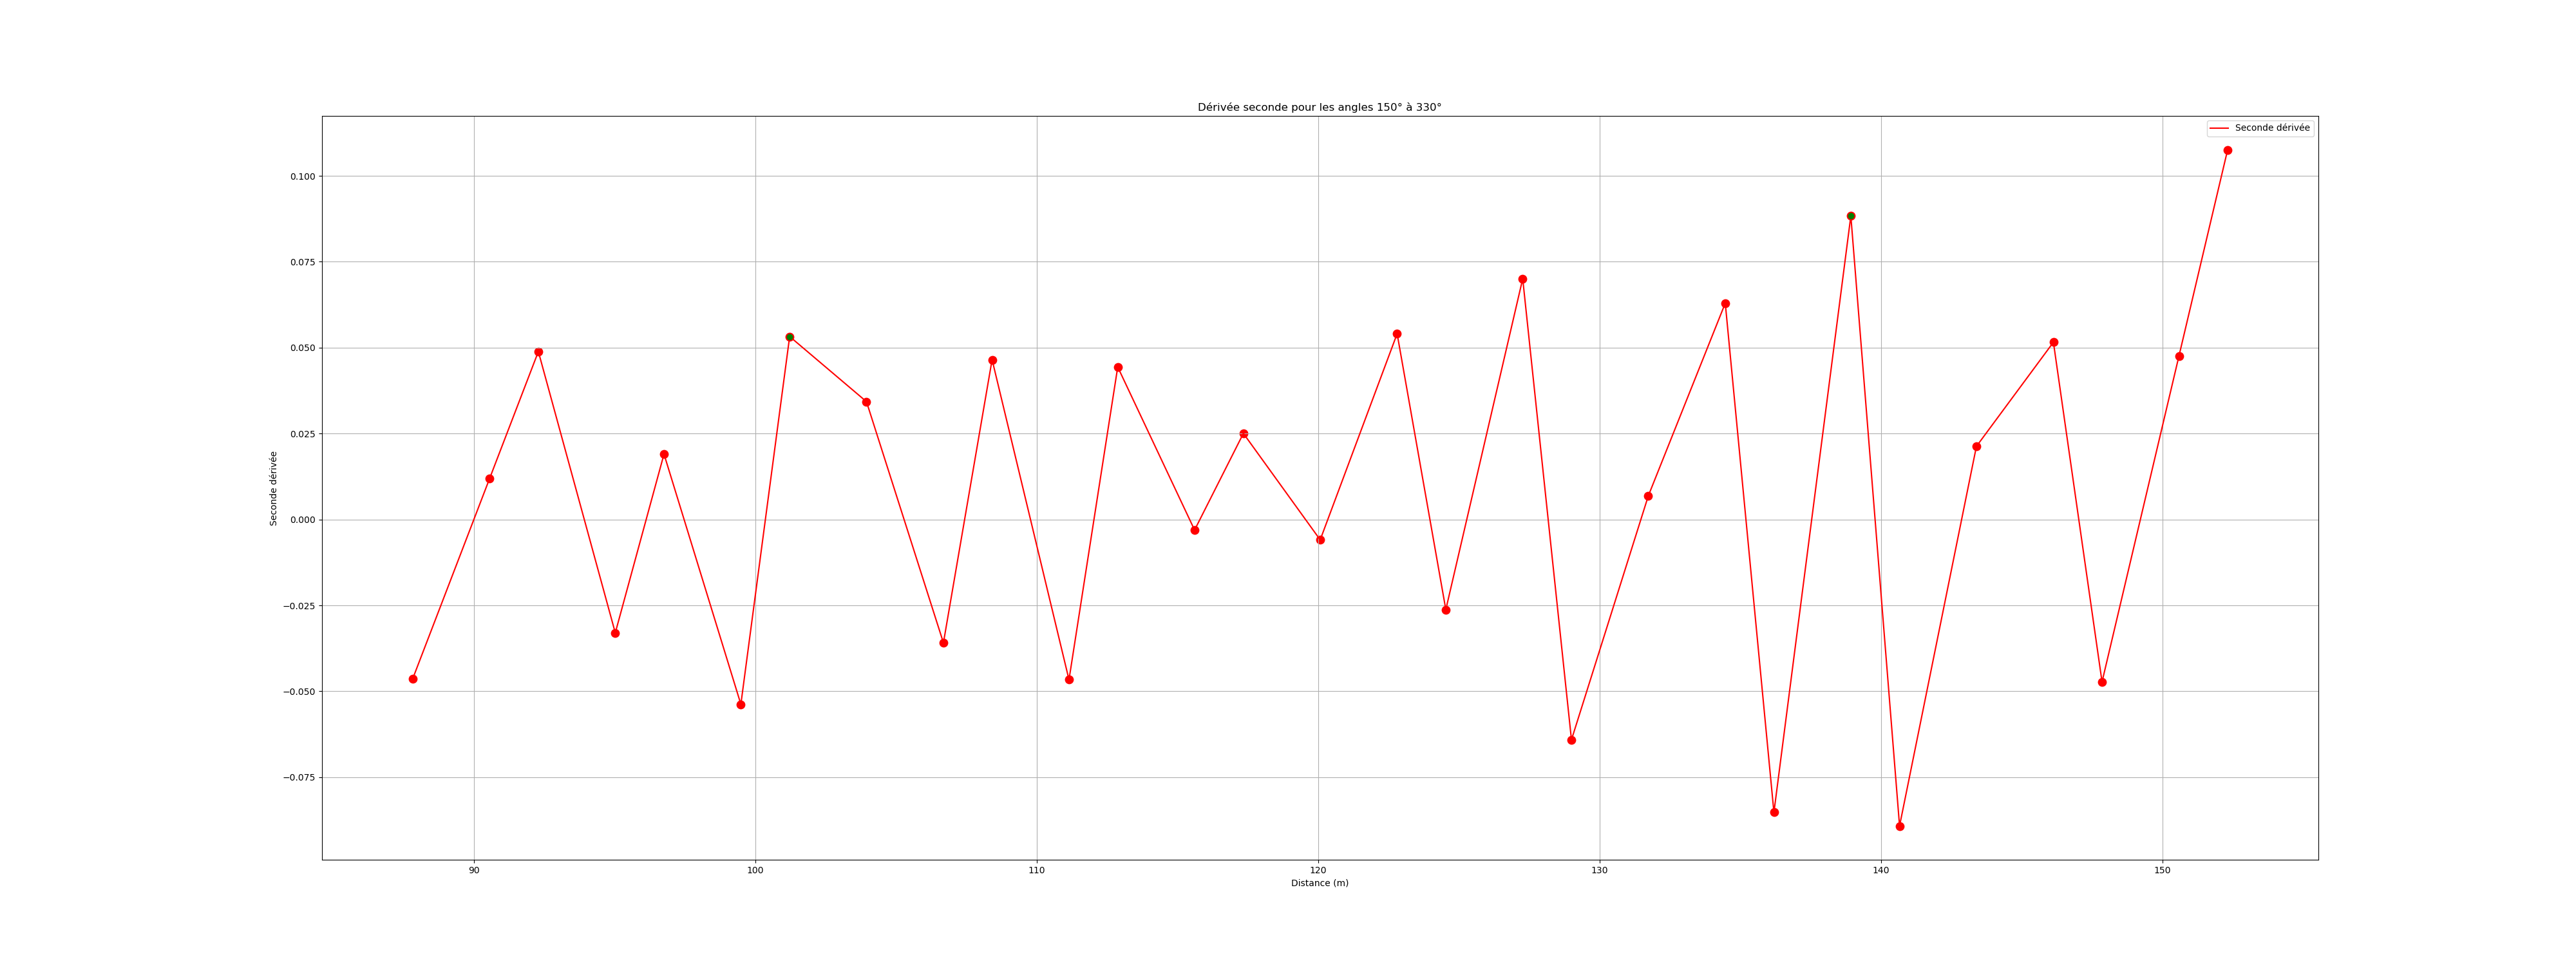 Dérivée seconde pour les angles 150° à 330°
Seconde dérivée
0.100
0.075
0.050
0.025
0.000
−0.025
−0.050
−0.075
Seconde dérivée
90 100 110 120 130 140 150
Distance (m)